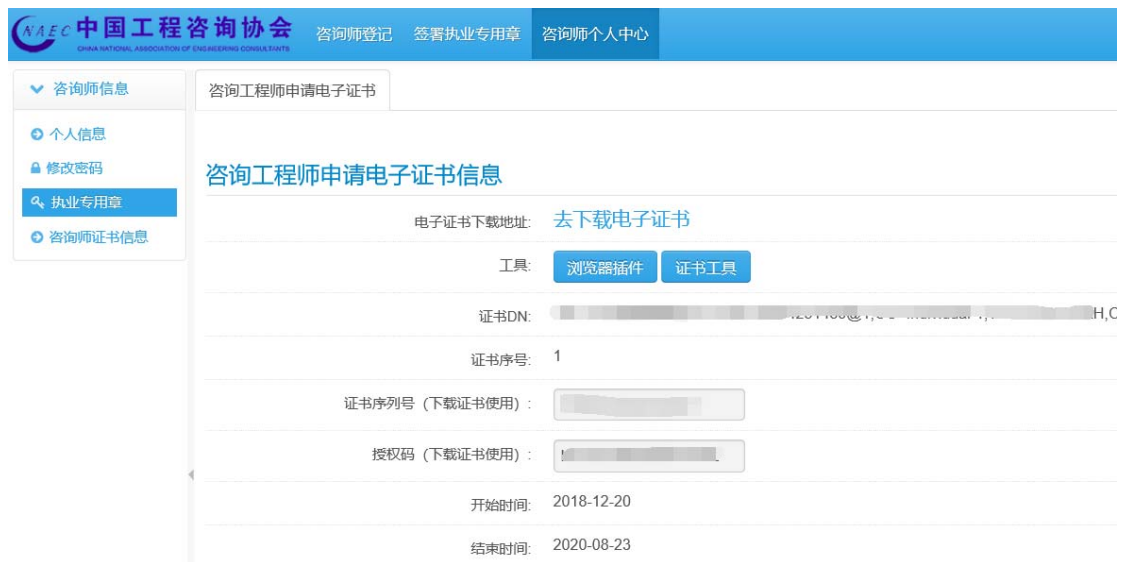 NAEC 中国工程咨询协会
CHINA NATIONAL ASSOCIATION OF ENGINEERING CONSULTANTS
咨询师登记 签署执业专用章 咨询师个人中心
咨询师信息
个人信息
修改密码
执业专用章
咨询师证书信息
咨询工程师申请电子证书
咨询工程师申请电子证书信息
电子证书下载地址: 去下载电子证书
工具: 浏览器插件 证书工具
证书DN: H,C
证书序号: 1
证书序列号（下载证书使用）:
授权码（下载证书使用）:
开始时间: 2018-12-20
结束时间: 2020-08-23